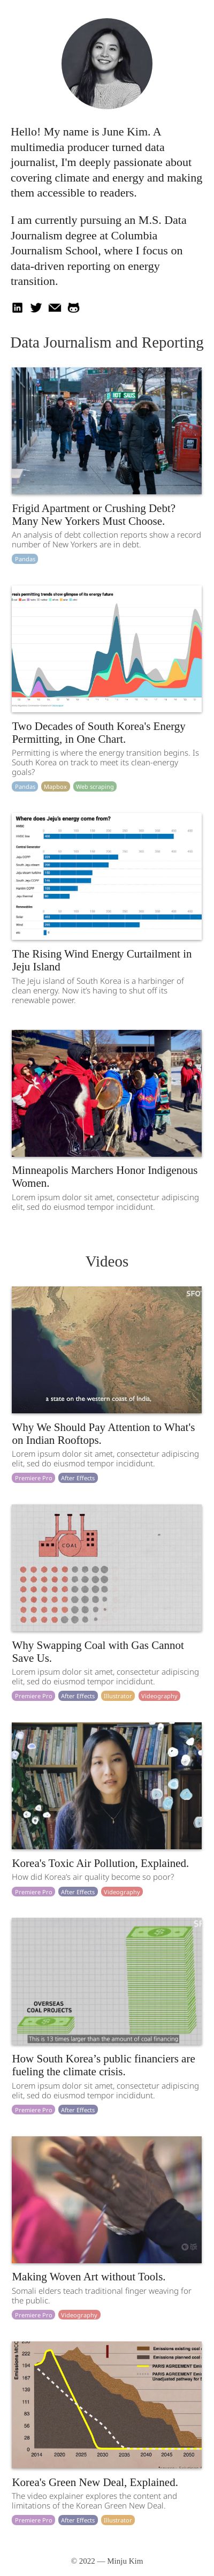 Hello! My name is June Kim. A
multimedia producer turned data
journalist, I'm deeply passionate about
covering climate and energy and making
them accessible to readers.
I am currently pursuing an M.S. Data
Journalism degree at Columbia
Journalism School, where I focus on
data-driven reporting on energy
transition.
Data Journalism and Reporting
Frigid Apartment or Crushing Debt?
Many New Yorkers Must Choose.
An analysis of debt collection reports show a record
number of New Yorkers are in debt.
Pandas
permitting trends show glimpse of its energy future
Two Decades of South Korea's Energy
Permitting, in One Chart.
Permitting is where the energy transition begins. Is
South Korea on track to meet its clean-energy
goals?
Pandas Mapbox Web scraping
Where does Jeju's energy come from?
The Rising Wind Energy Curtailment in
Jeju Island
The Jeju island of South Korea is a harbinger of
clean energy. Now it's having to shut off its
renewable power.
Minneapolis Marchers Honor Indigenous
Women.
Lorem ipsum dolor sit amet, consectetur adipiscing
elit, sed do eiusmod tempor incididunt.
Videos
SFO
a state on the western coast of India,
Why We Should Pay Attention to What's
on Indian Rooftops.
Lorem ipsum dolor sit amet, consectetur adipiscing
elit, sed do eiusmod tempor incididunt.
Premiere Pro After Effects
COAL
Why Swapping Coal with Gas Cannot
Save Us.
Lorem ipsum dolor sit amet, consectetur adipiscing
elit, sed do eiusmod tempor incididunt.
Premiere Pro After Effects Illustrator Videography
Korea's Toxic Air Pollution, Explained.
How did Korea's air quality become so poor?
Premiere Pro After Effects Videography
OVERSEAS
COAL PROJECTS
This is 13 times larger than the amount of coal financing
How South Korea’s public financiers are
fueling the climate crisis.
Lorem ipsum dolor sit amet, consectetur adipiscing
elit, sed do eiusmod tempor incididunt.
Premiere Pro After Effects
Making Woven Art without Tools.
Somali elders teach traditional finger weaving for
the public.
Premiere Pro Videography
Emissions existing coal
Emissions planned coal
PARIS AGREEMENT EMISS
PARIS AGREEMENT EMISS
2014 2020 2025 2030 2035 2040 2045 2050
Korea's Green New Deal, Explained.
The video explainer explores the content and
limitations of the Korean Green New Deal.
Premiere Pro After Effects Illustrator
© 2022 — Minju Kim